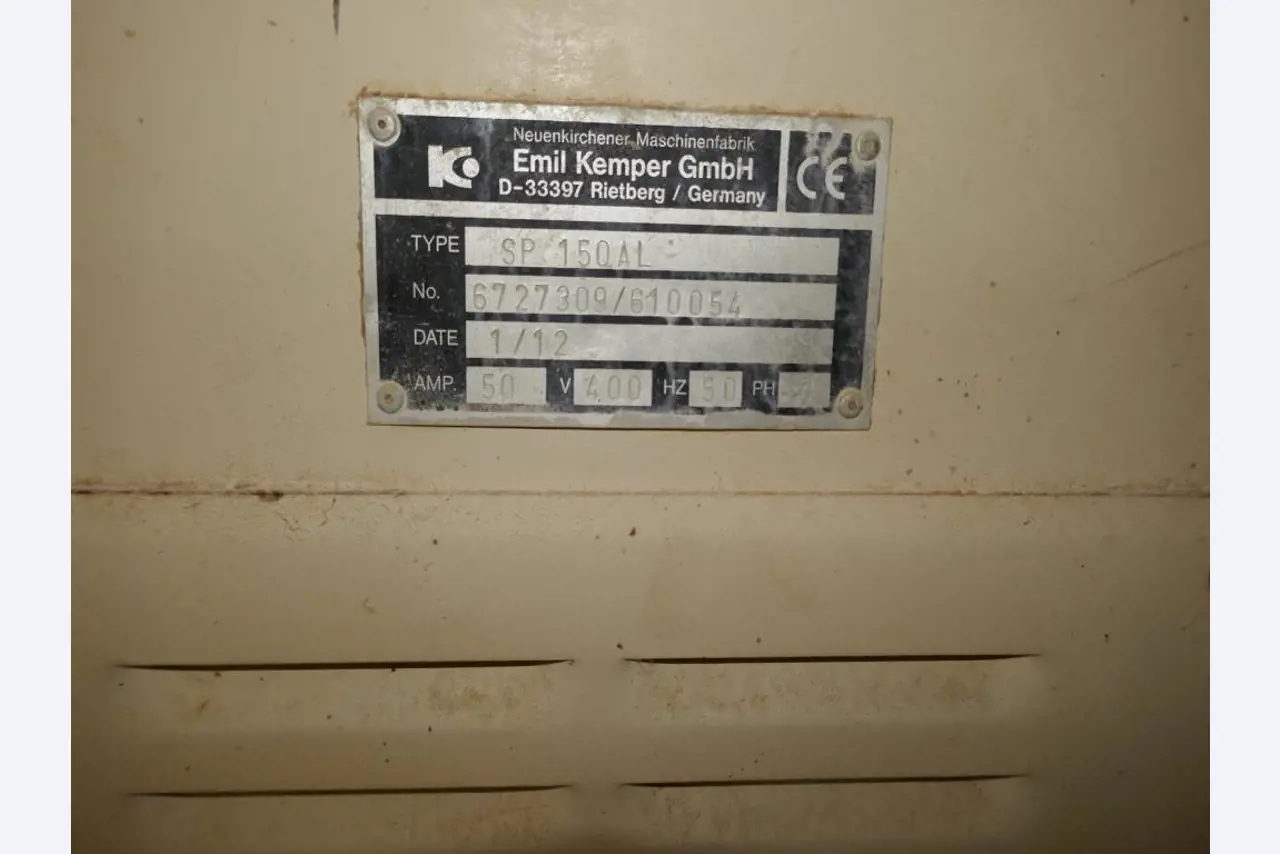 Neuenkirchener Maschinenfabrik
Emil Kemper GmbH
D-33397 Rietberg / Germany
CE
TYPE SP 150AL
No. 6727309/610054
DATE 1/12
AMP. 50 V 400 HZ 50 PH